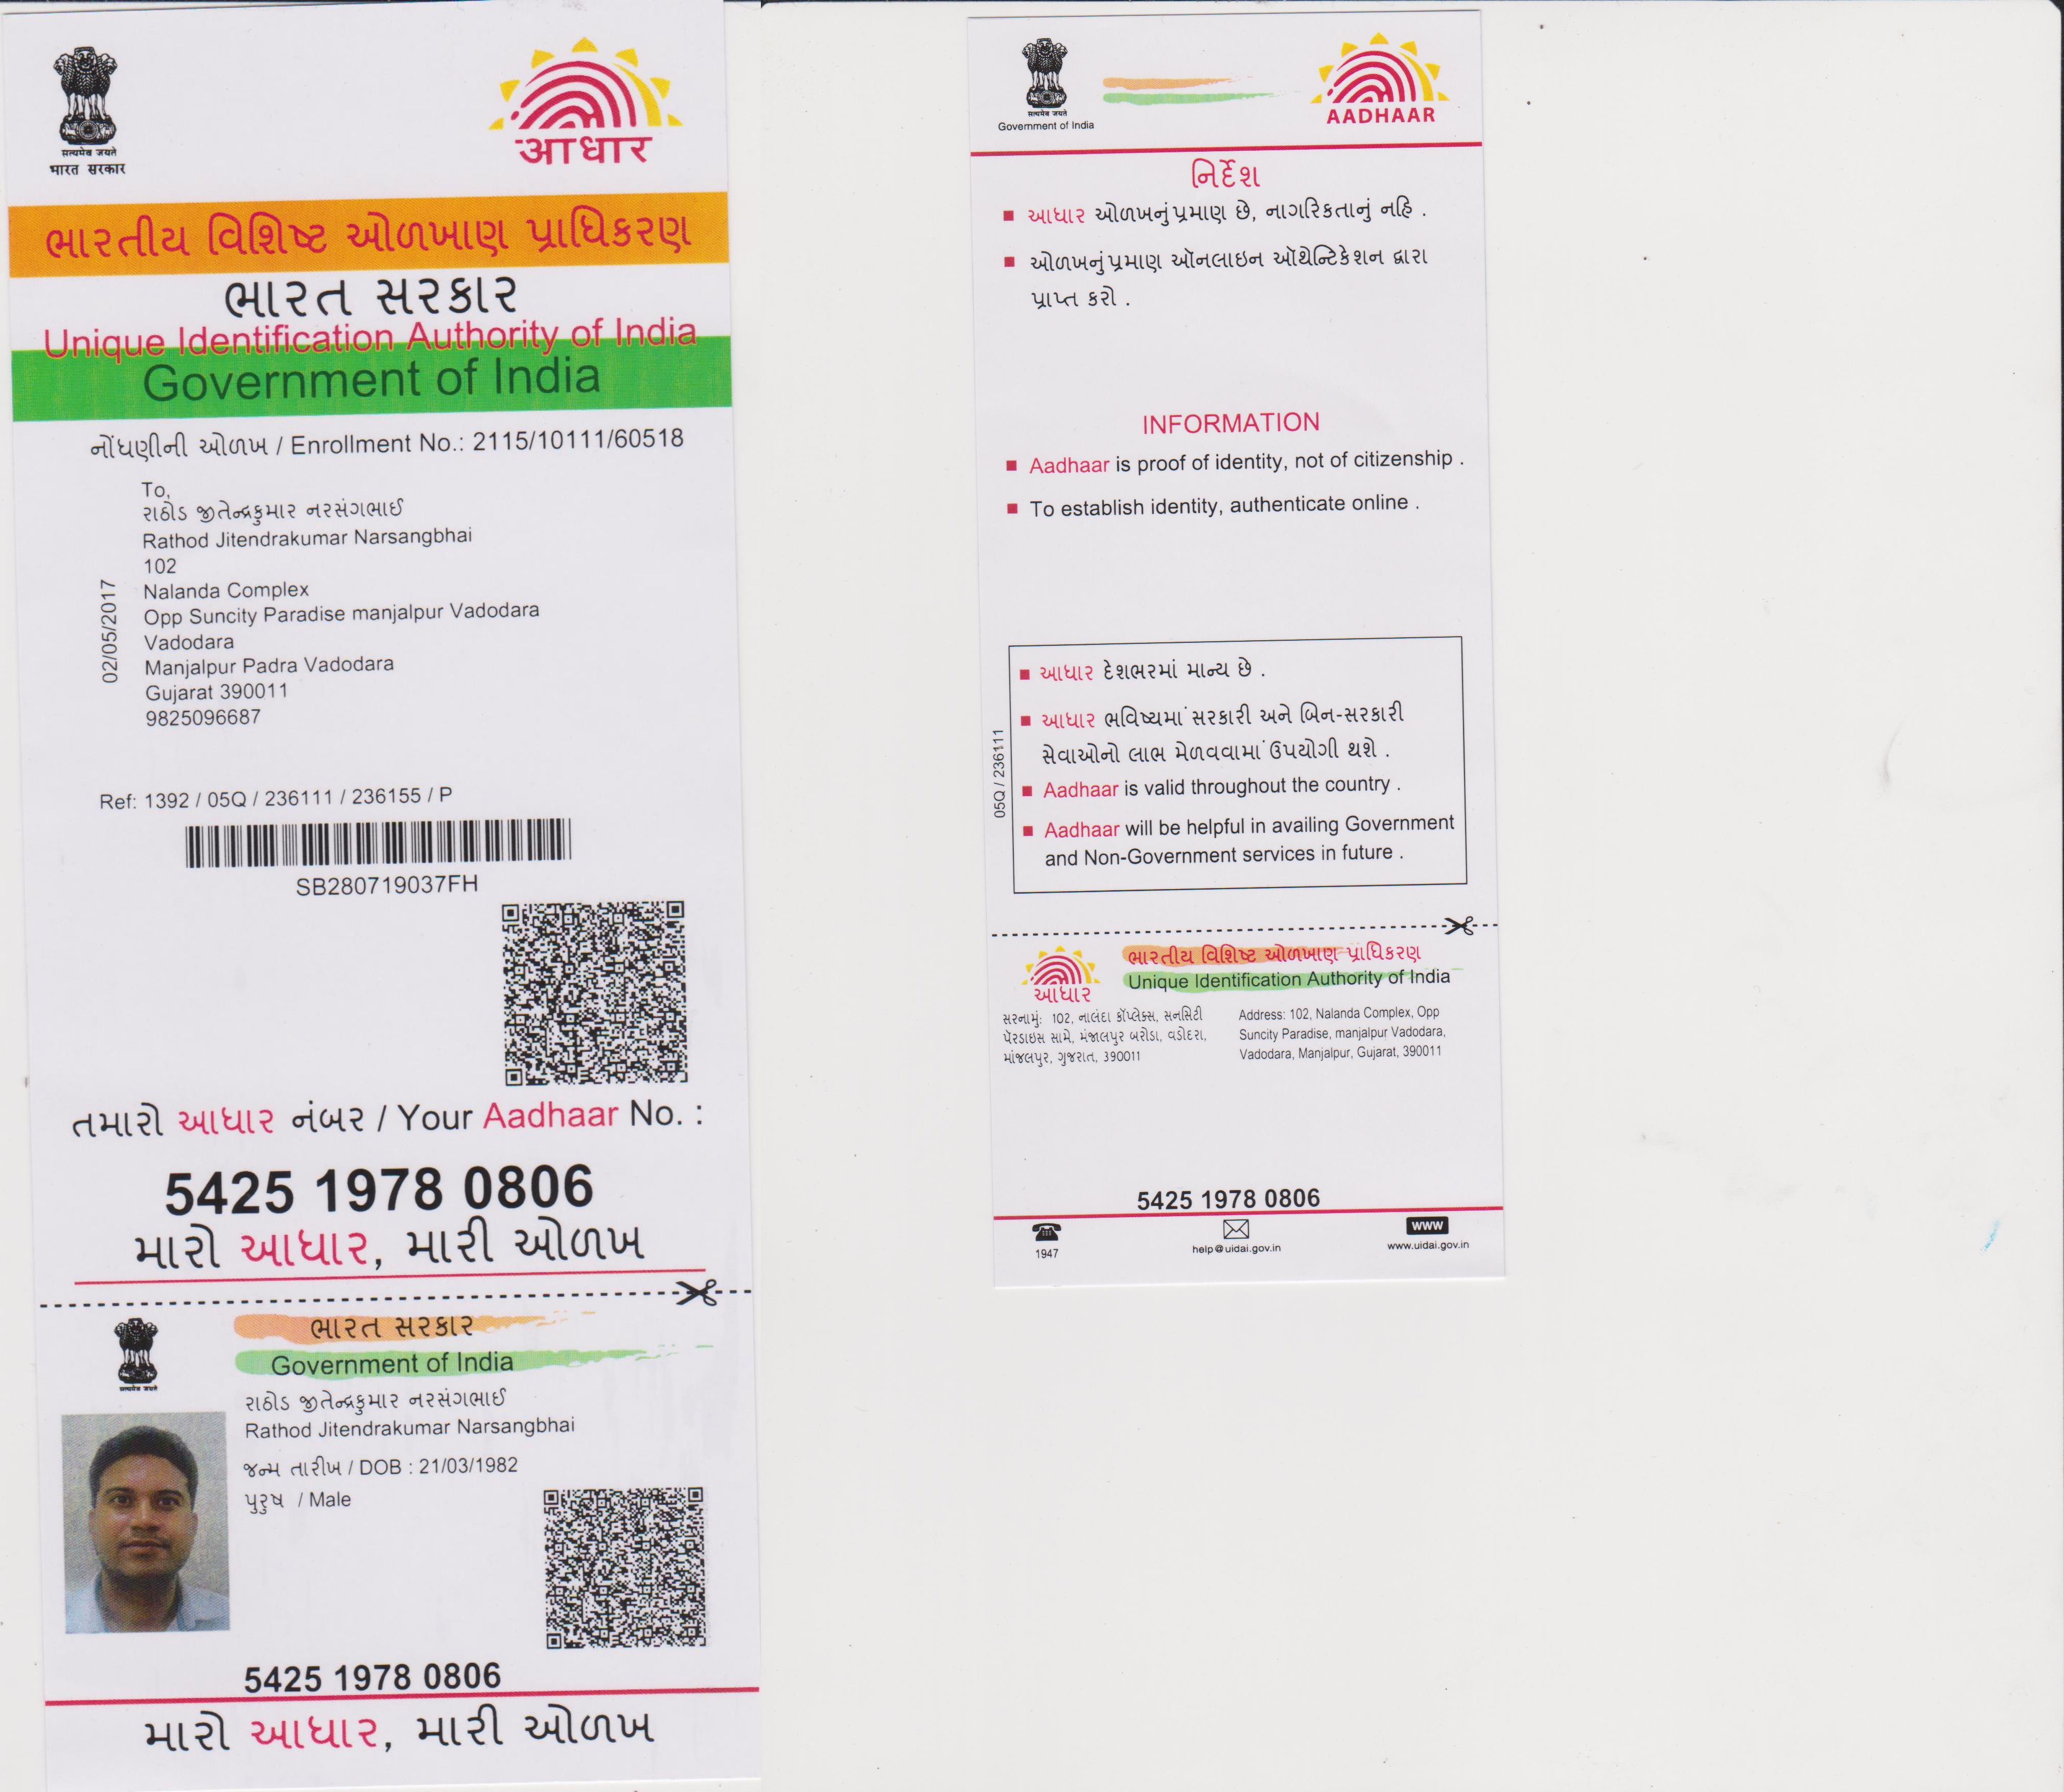 सत्यमेव जयते
भारत सरकार
आधार
ભારતીય વિશિષ્ટ ઓળખાણ પ્રાધિકરણ
ભારત સરકાર
Unique Identification Authority of India
Government of India
નોંધણીની ઓળખ / Enrollment No.: 2115/10111/60518
To,
રાઠોડ જીતેન્દ્રકુમાર નરસંગભાઈ
Rathod Jitendrakumar Narsangbhai
102
Nalanda Complex
Opp Suncity Paradise manjalpur Vadodara
Vadodara
Manjalpur Padra Vadodara
Gujarat 390011
9825096687
02/05/2017
Ref: 1392 / 05Q / 236111 / 236155 / P
SB280719037FH
તમારો આધાર નંબર / Your Aadhaar No. :
5425 1978 0806
મારો આધાર, મારી ઓળખ
ભારત સરકાર
Government of India
सत्यमेव जयते
રાઠોડ જીતેન્દ્રકુમાર નરસંગભાઈ
Rathod Jitendrakumar Narsangbhai
જન્મ તારીખ / DOB : 21/03/1982
પુરુષ / Male
5425 1978 0806
મારો આધાર, મારી ઓળખ
सत्यमेव जयते
Government of India
AADHAAR
નિર્દેશ
આધાર ઓળખનું પ્રમાણ છે, નાગરિકતાનું નહિ .
ઓળખનું પ્રમાણ ઑનલાઇન ઑથેન્ટિકેશન દ્વારા
પ્રાપ્ત કરો .
INFORMATION
Aadhaar is proof of identity, not of citizenship .
To establish identity, authenticate online .
આધાર દેશભરમાં માન્ય છે .
આધાર ભવિષ્યમાં સરકારી અને બિન-સરકારી
સેવાઓનો લાભ મેળવવામાં ઉપયોગી થશે .
Aadhaar is valid throughout the country .
Aadhaar will be helpful in availing Government
and Non-Government services in future .
05Q / 236111
આધાર
ભારતીય વિશિષ્ટ ઓળખાણ પ્રાધિકરણ
Unique Identification Authority of India
સરનામું: 102, નાલંદા કૉપ્લેક્સ, સનસિટી
પૅરડાઇસ સામે, મંજાલપુર બરોડા, વડોદરા,
માંજલપુર, ગુજરાત, 390011
Address: 102, Nalanda Complex, Opp
Suncity Paradise, manjalpur Vadodara,
Vadodara, Manjalpur, Gujarat, 390011
5425 1978 0806
1947
help@uidai.gov.in
www
www.uidai.gov.in